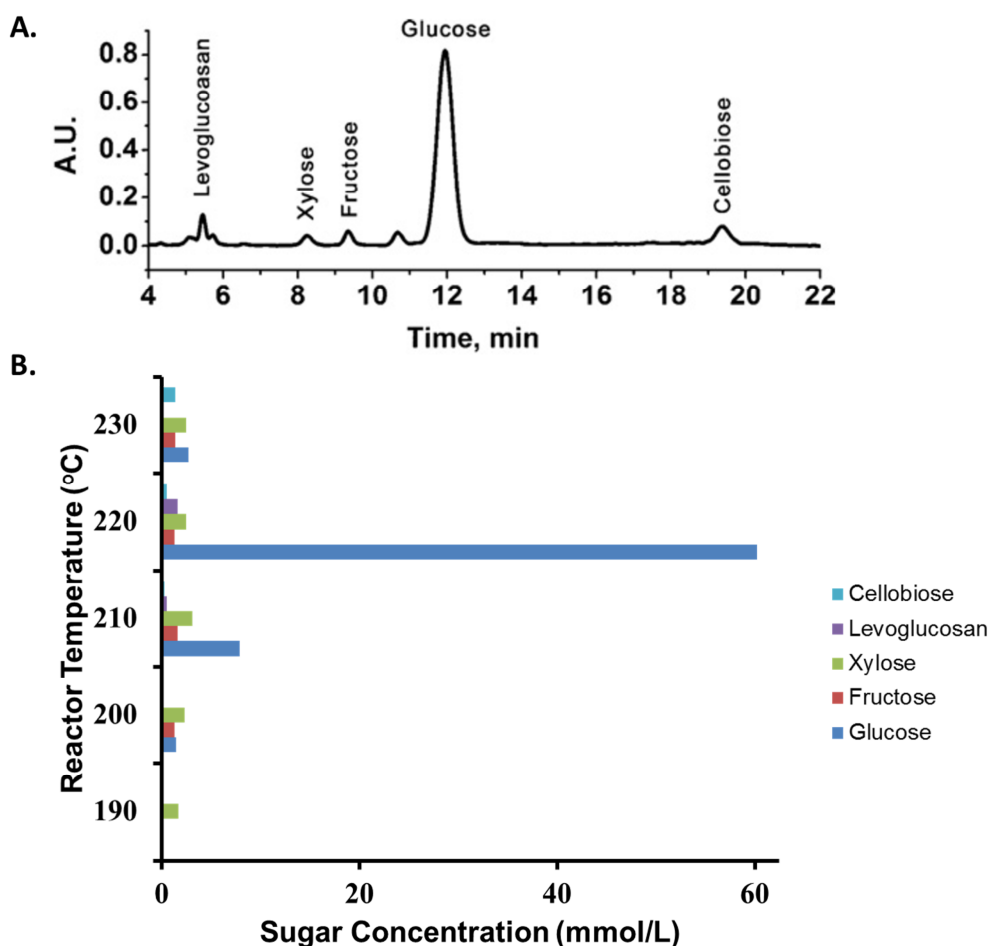 A.
Glucose
Levoglucoasan
Xylose
Fructose
Cellobiose
A.U.
0.8
0.6
0.4
0.2
0.0
4 6 8 10 12 14 16 18 20 22
Time, min
B.
Reactor Temperature (oC)
230
220
210
200
190
Cellobiose
Levoglucosan
Xylose
Fructose
Glucose
0 20 40 60
Sugar Concentration (mmol/L)